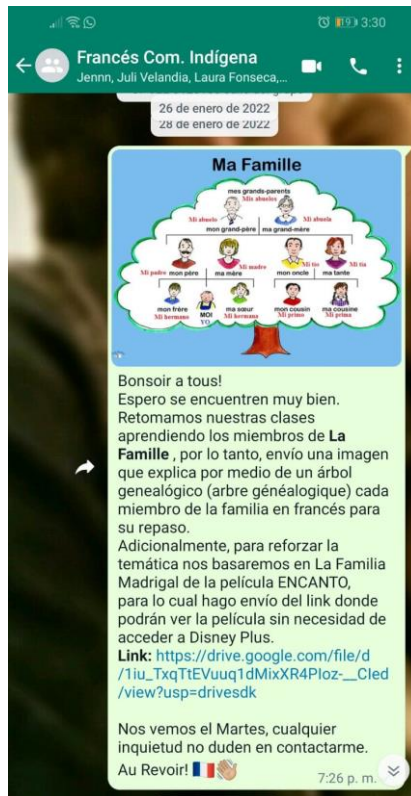 19 3:30
Francés Com. Indígena
Jennn, Juli Velandia, Laura Fonseca,...
26 de enero de 2022
28 de enero de 2022
Ma Famille
mes grands-parents
Mis abuelos
Mi abuelo
Mi abuela
mon grand-père
ma grand-mère
Mi padre
mon père
ma mère
Mi madre
mon oncle
Mi tio
ma tante
Mi tia
mon frère
Mi hermano
MOI
YO
ma sœur
Mi hermana
mon cousin
Mi primo
ma cousine
Mi prima
Bonsoir a tous!
Espero se encuentren muy bien.
Retomamos nuestras clases
aprendiendo los miembros de La
Famille , por lo tanto, envío una imagen
que explica por medio de un árbol
genealógico (arbre généalogique) cada
miembro de la familia en francés para
su repaso.
Adicionalmente, para reforzar la
temática nos basaremos en La Familia
Madrigal de la película ENCANTO,
para lo cual hago envío del link donde
podrán ver la película sin necesidad de
acceder a Disney Plus.
Link: https://drive.google.com/file/d
/1iu_TxqTtEVuuq1dMixXR4PIoz-__CIed
/view?usp=drivesdk
Nos vemos el Martes, cualquier
inquietud no duden en contactarme.
Au Revoir! 🇫🇷👋🏼
7:26 p. m.